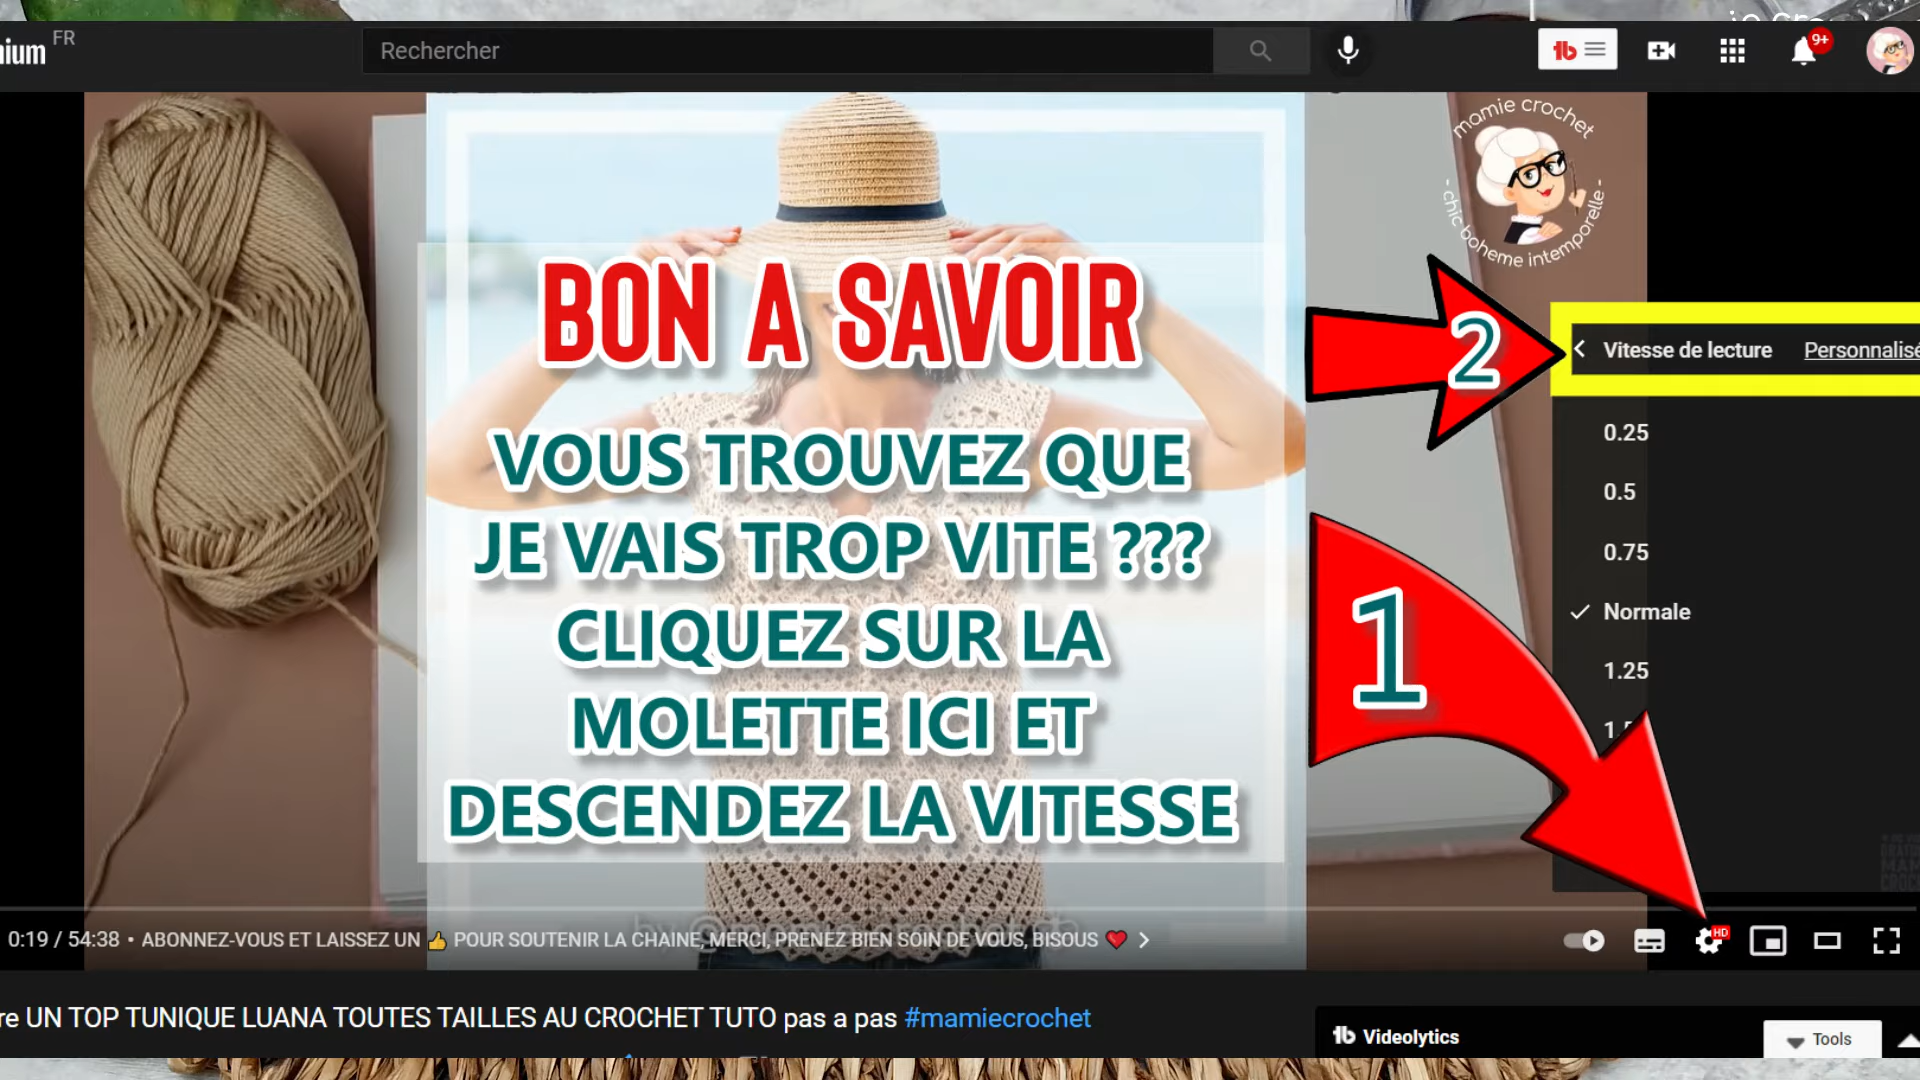 FR
Rechercher
9+
mamie crochet
- chic boheme intemporelle -
BON A SAVOIR
VOUS TROUVEZ QUE
JE VAIS TROP VITE ???
CLIQUEZ SUR LA
MOLETTE ICI ET
DESCENDEZ LA VITESSE
2
1
Vitesse de lecture
0.25
0.5
0.75
Normale
1.25
0:19 / 54:38 • ABONNEZ-VOUS ET LAISSEZ UN 👍 POUR SOUTENIR LA CHAINE, MERCI, PRENEZ BIEN SOIN DE VOUS, BISOUS ❤️
HD
UN TOP TUNIQUE LUANA TOUTES TAILLES AU CROCHET TUTO pas a pas #mamiecrochet
Videolytics
Tools